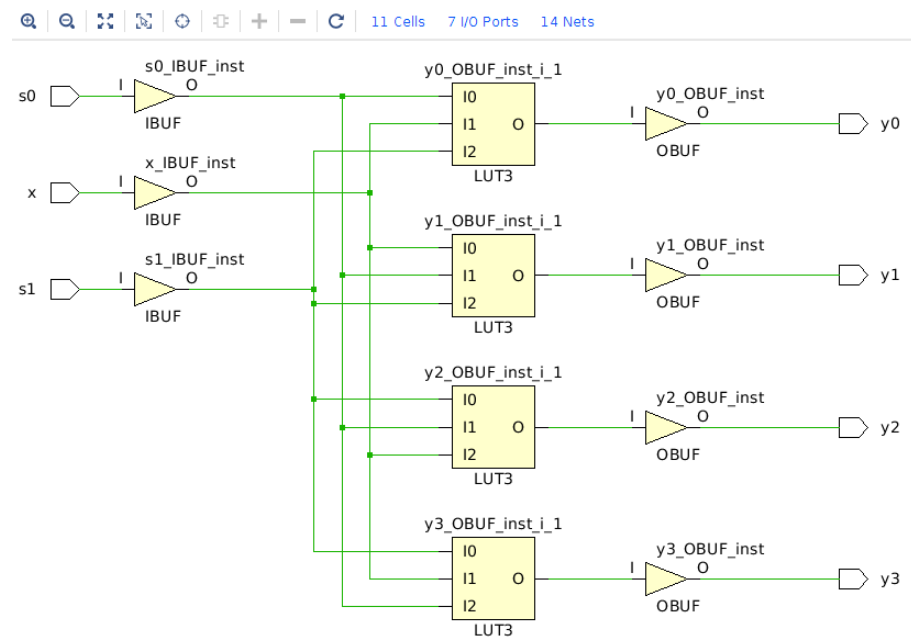 11 Cells 7 I/O Ports 14 Nets
s0_IBUF_inst
s0 I O
IBUF
x_IBUF_inst
x I O
IBUF
s1_IBUF_inst
s1 I O
IBUF
y0_OBUF_inst_i_1
I0
I1 O
I2
LUT3
y0_OBUF_inst
I O y0
OBUF
y1_OBUF_inst_i_1
I0
I1 O
I2
LUT3
y1_OBUF_inst
I O y1
OBUF
y2_OBUF_inst_i_1
I0
I1 O
I2
LUT3
y2_OBUF_inst
I O y2
OBUF
y3_OBUF_inst_i_1
I0
I1 O
I2
LUT3
y3_OBUF_inst
I O y3
OBUF